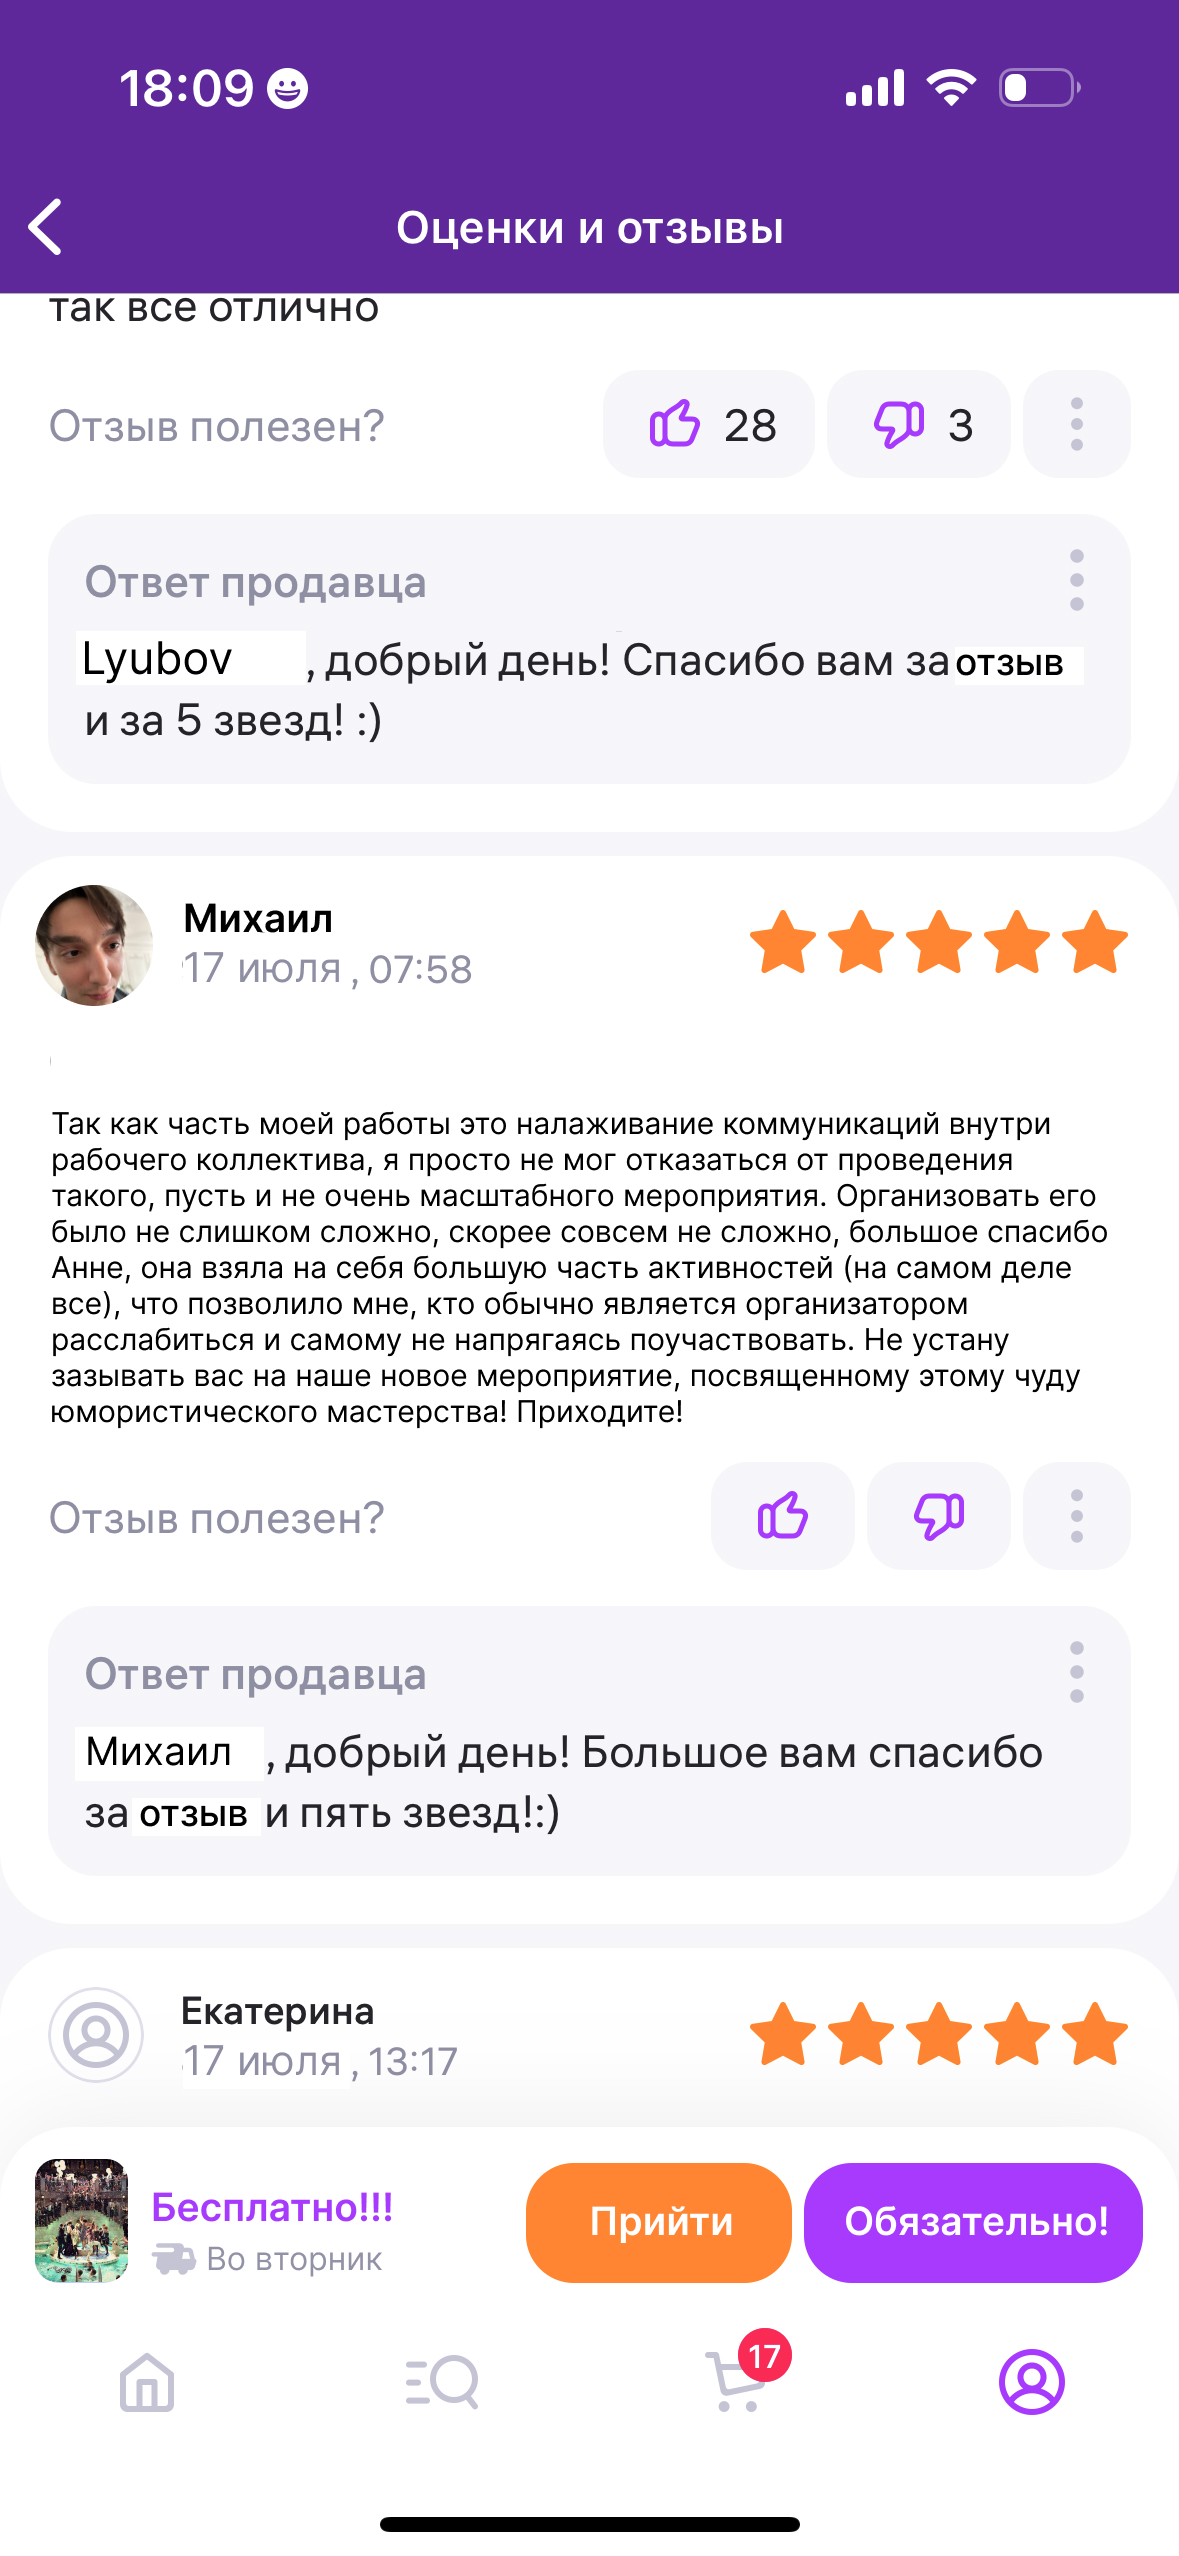 18:09
Оценки и отзывы
так все отлично
Отзыв полезен? 28 3
Ответ продавца
Lyubov , добрый день! Спасибо вам за отзыв
и за 5 звезд! :)
Михаил
17 июля , 07:58
Так как часть моей работы это налаживание коммуникаций внутри
рабочего коллектива, я просто не мог отказаться от проведения
такого, пусть и не очень масштабного мероприятия. Организовать его
было не слишком сложно, скорее совсем не сложно, большое спасибо
Анне, она взяла на себя большую часть активностей (на самом деле
все), что позволило мне, кто обычно является организатором
расслабиться и самому не напрягаясь поучаствовать. Не устану
зазывать вас на наше новое мероприятие, посвященному этому чуду
юмористического мастерства! Приходите!
Отзыв полезен?
Ответ продавца
Михаил , добрый день! Большое вам спасибо
за отзыв и пять звезд!:)
Екатерина
17 июля , 13:17
Бесплатно!!!
Во вторник
Прийти
Обязательно!
17